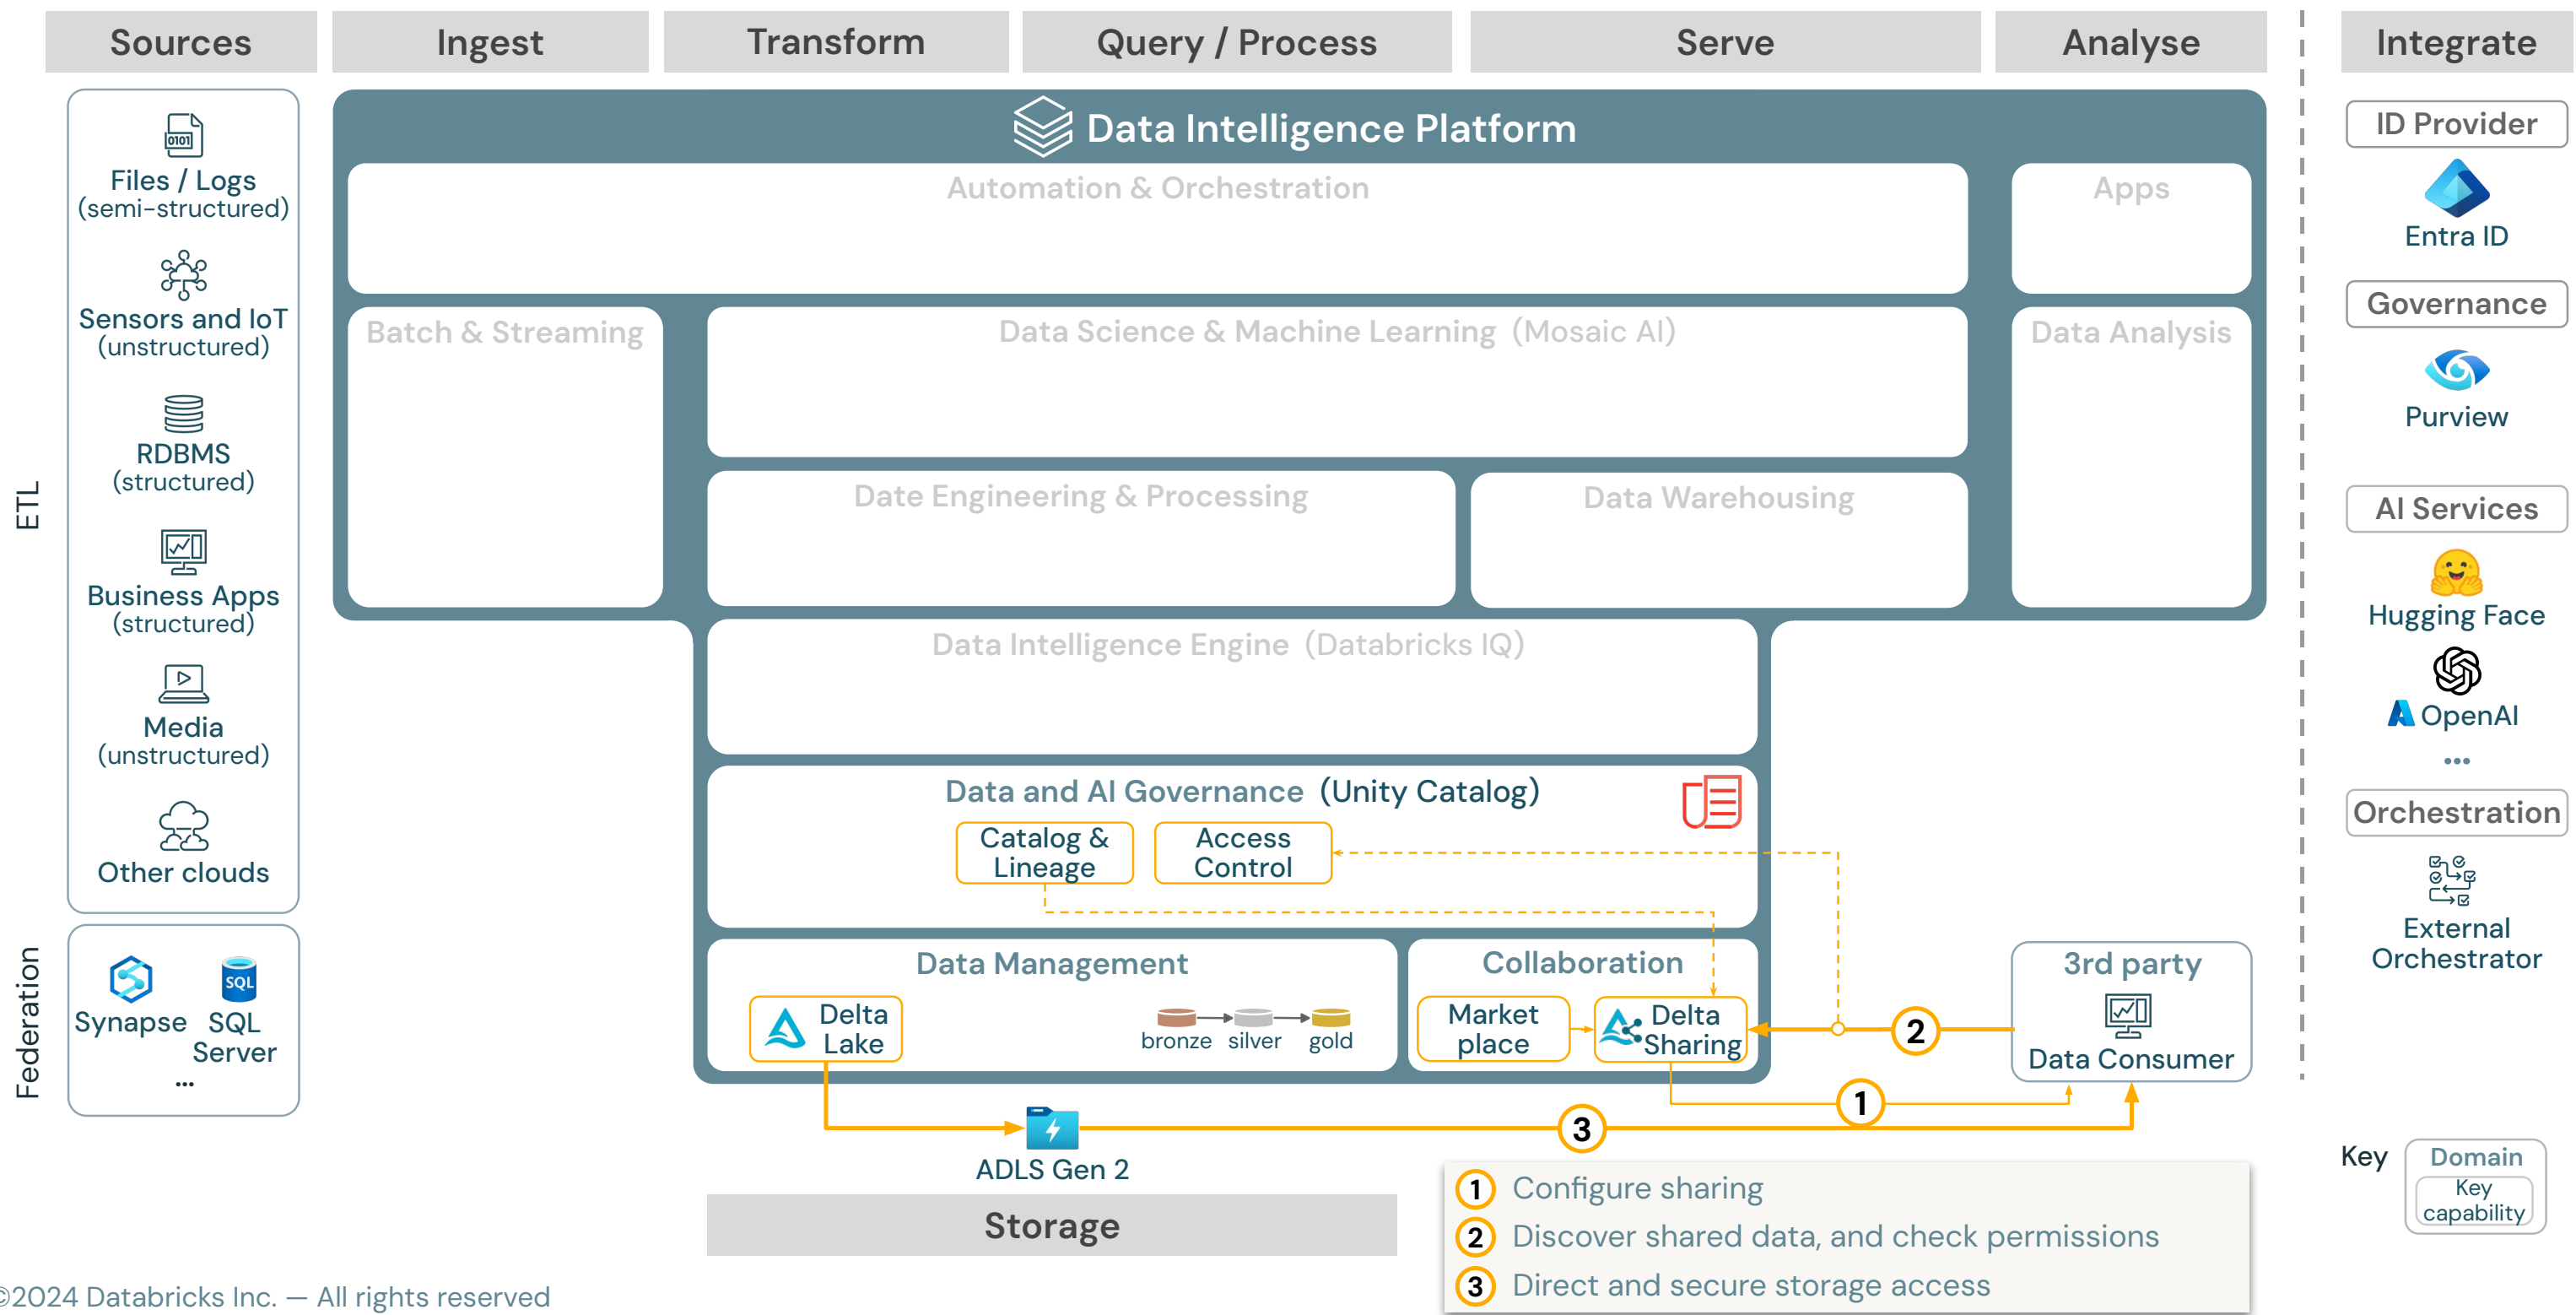 Sources
Ingest
Transform
Query / Process
Serve
Analyse
Integrate
ETL
Files / Logs
(semi-structured)
Sensors and IoT
(unstructured)
RDBMS
(structured)
Business Apps
(structured)
Media
(unstructured)
Other clouds
Federation
Synapse
SQL
SQL
Server
...
Data Intelligence Platform
Automation & Orchestration
Apps
Batch & Streaming
Data Science & Machine Learning (Mosaic AI)
Data Analysis
Date Engineering & Processing
Data Warehousing
Data Intelligence Engine (Databricks IQ)
Data and AI Governance (Unity Catalog)
Catalog &
Lineage
Access
Control
Data Management
Delta
Lake
bronze
silver
gold
Collaboration
Market
place
Delta
Sharing
2
3rd party
Data Consumer
1
3
ADLS Gen 2
Storage
1 Configure sharing
2 Discover shared data, and check permissions
3 Direct and secure storage access
ID Provider
Entra ID
Governance
Purview
AI Services
Hugging Face
OpenAI
...
Orchestration
External
Orchestrator
Key
Domain
Key
capability
0101
©2024 Databricks Inc. — All rights reserved